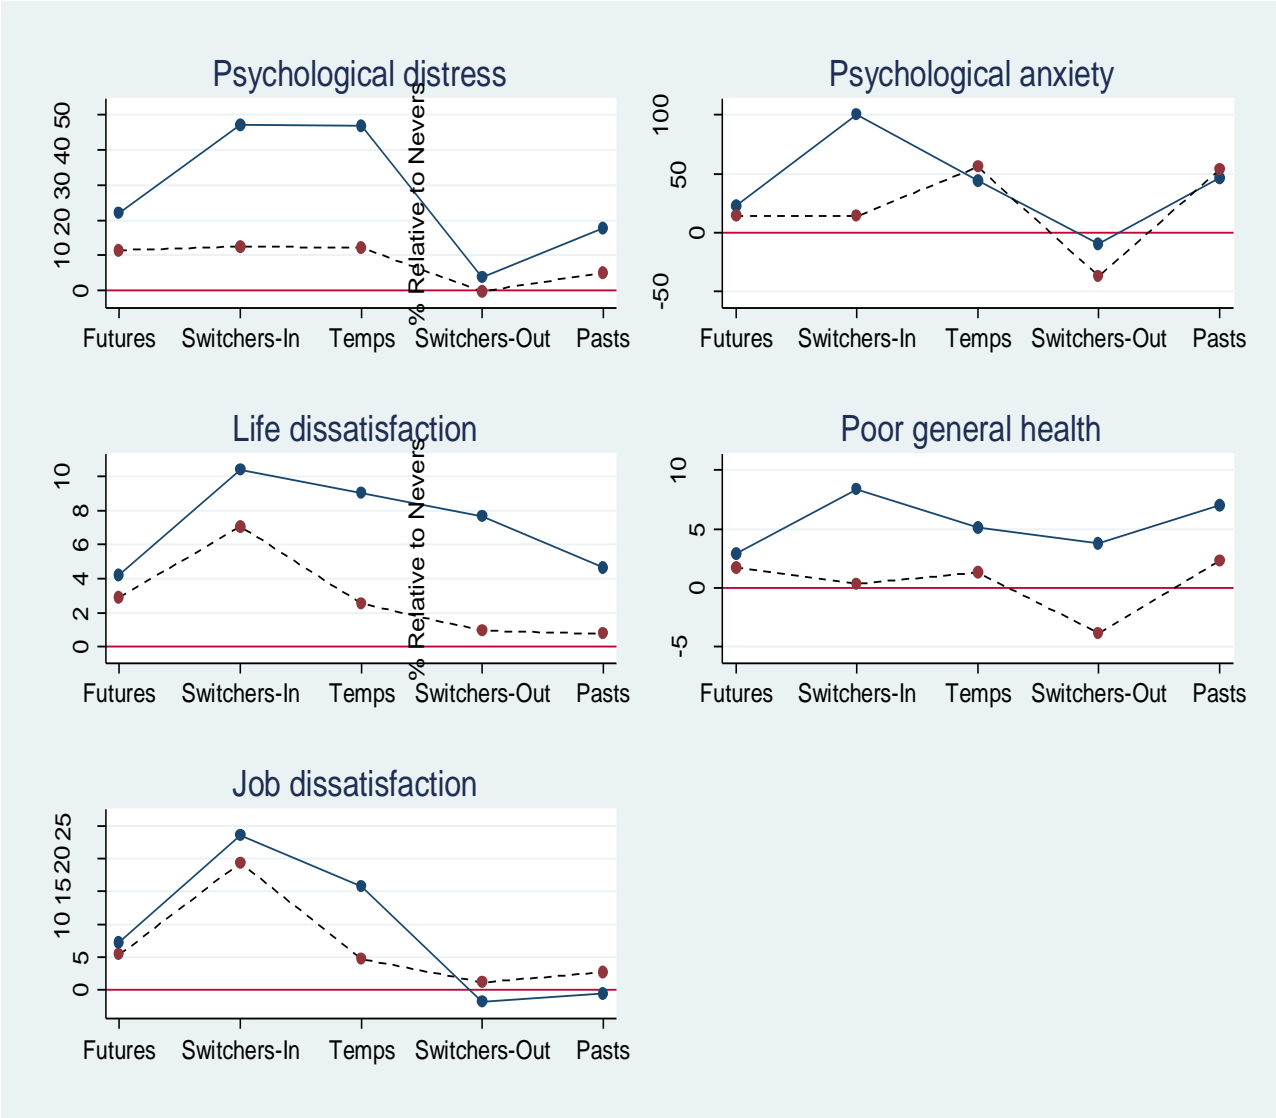 Psychological distress
Psychological anxiety
% Relative to Nevers
50
40
30
20
10
0
100
50
0
-50
Futures Switchers-In Temps Switchers-Out Pasts
Futures Switchers-In Temps Switchers-Out Pasts
Life dissatisfaction
Poor general health
% Relative to Nevers
10
8
6
4
2
0
10
5
0
-5
Futures Switchers-In Temps Switchers-Out Pasts
Futures Switchers-In Temps Switchers-Out Pasts
Job dissatisfaction
25
20
15
10
5
0
Futures Switchers-In Temps Switchers-Out Pasts